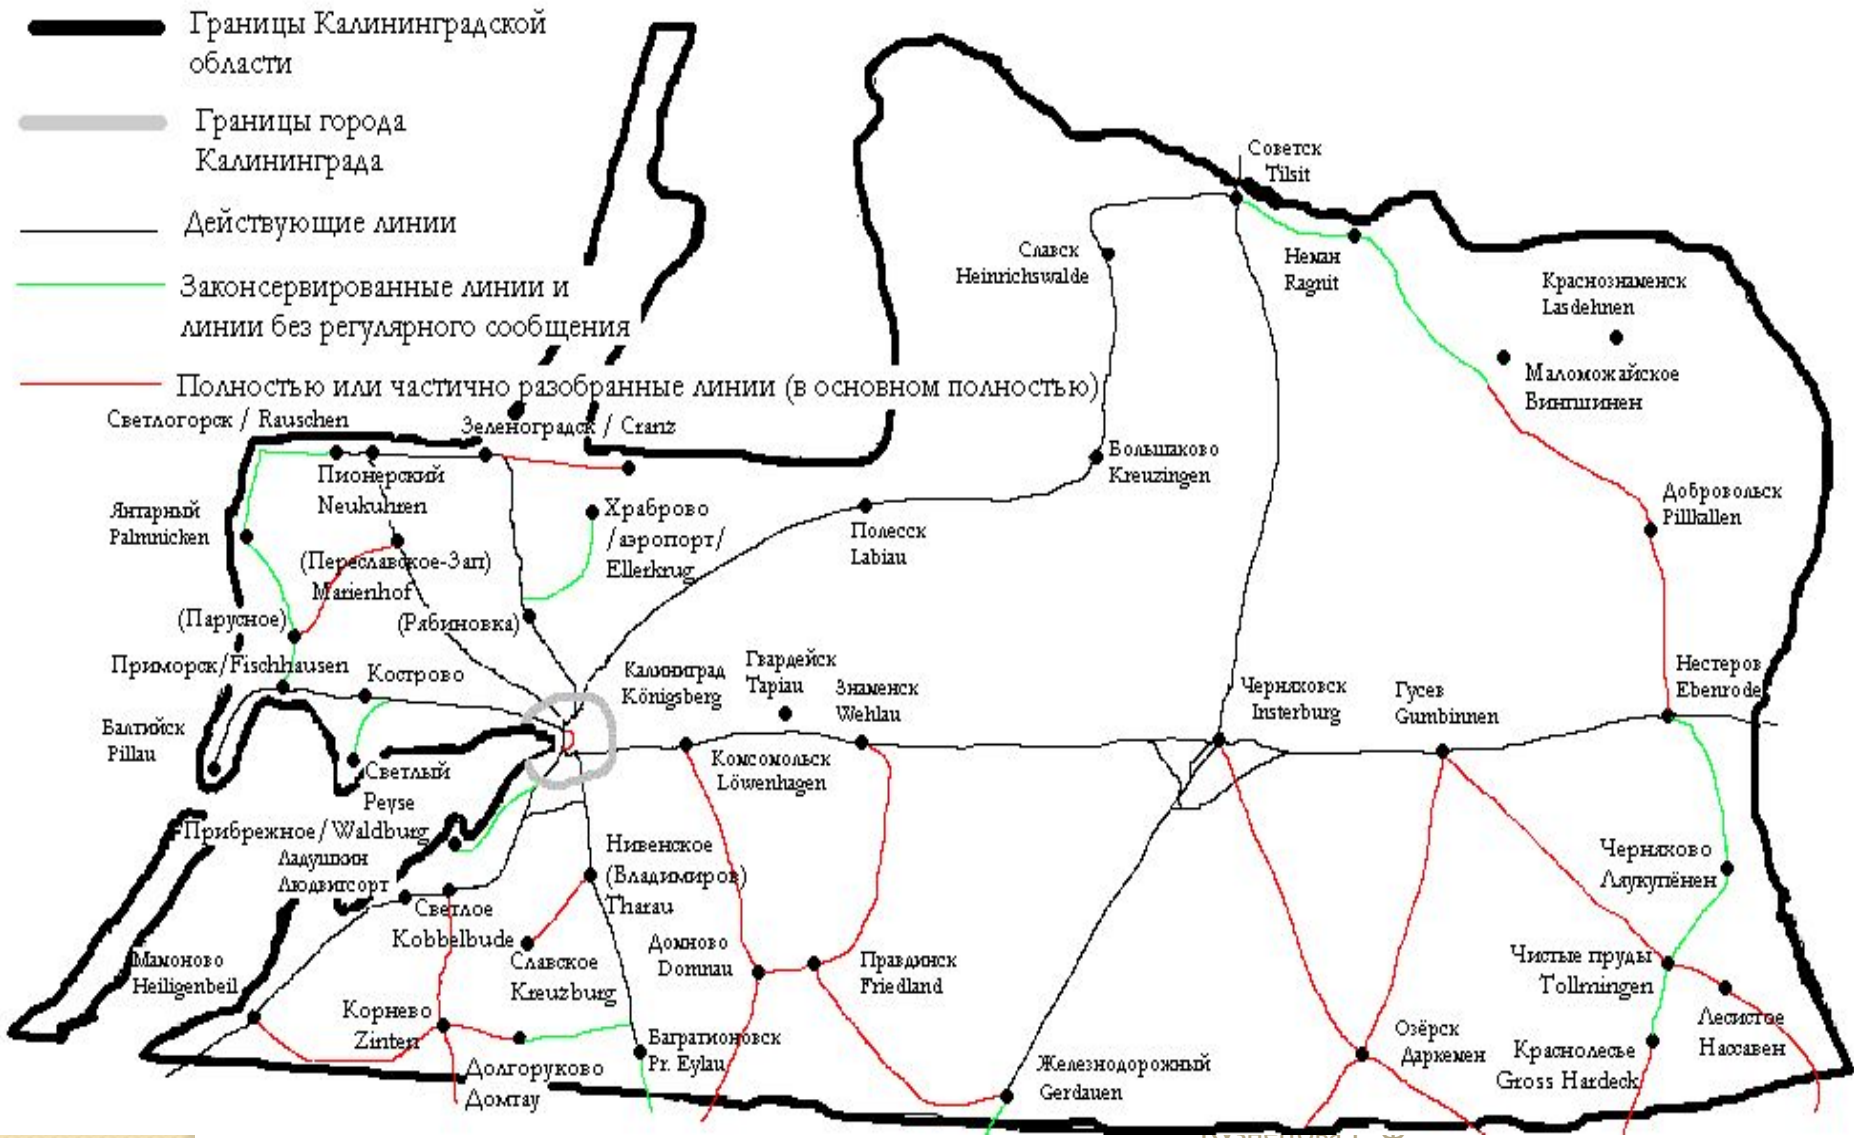 Границы Калининградской
области
Границы города
Калининграда
Действующие линии
Законсервированные линии и
линии без регулярного сообщения
Полностью или частично разобранные линии (в основном полностью)
Советск
Tilsit
Славск
Heinrichswalde
Неман
Ragnit
Краснознаменск
Lasdehnen
Маломожайское
Вингшинен
Светлогорск / Rauschen
Зеленоградск / Cranz
Пионерский
Neukuhren
Большаково
Kreuzingen
Янтарный
Palmnicken
Храброво
/аэропорт/
Ellerkrug
Полесск
Labiau
Добровольск
Pillkallen
(Переславское-Зап)
Marienhof
(Парусное)
(Рябиновка)
Приморск/Fischhausen
Кострово
Калиниград
Königsberg
Гвардейск
Tapiau
Знаменск
Wehlau
Черняховск
Insterburg
Гусев
Gumbinnen
Нестеров
Ebenrode
Балтийск
Pillau
Светлый
Peyse
Комсомольск
Löwenhagen
Прибрежное/ Waldburg
Ладушкин
Людвигсорт
Нивенское
(Владимиров)
Tharau
Черняхово
Ляукупёнен
Светлое
Kobbelbude
Славское
Kreuzburg
Домново
Domnau
Правдинск
Friedland
Чистые пруды
Tollmingen
Мамоново
Heiligenbeil
Корнево
Zinten
Багратионовск
Pr. Eylau
Озёрск
Даркемен
Лесистое
Нассавен
Долгоруково
Домтау
Железнодорожный
Gerdauen
Краснолесье
Gross Hardeck